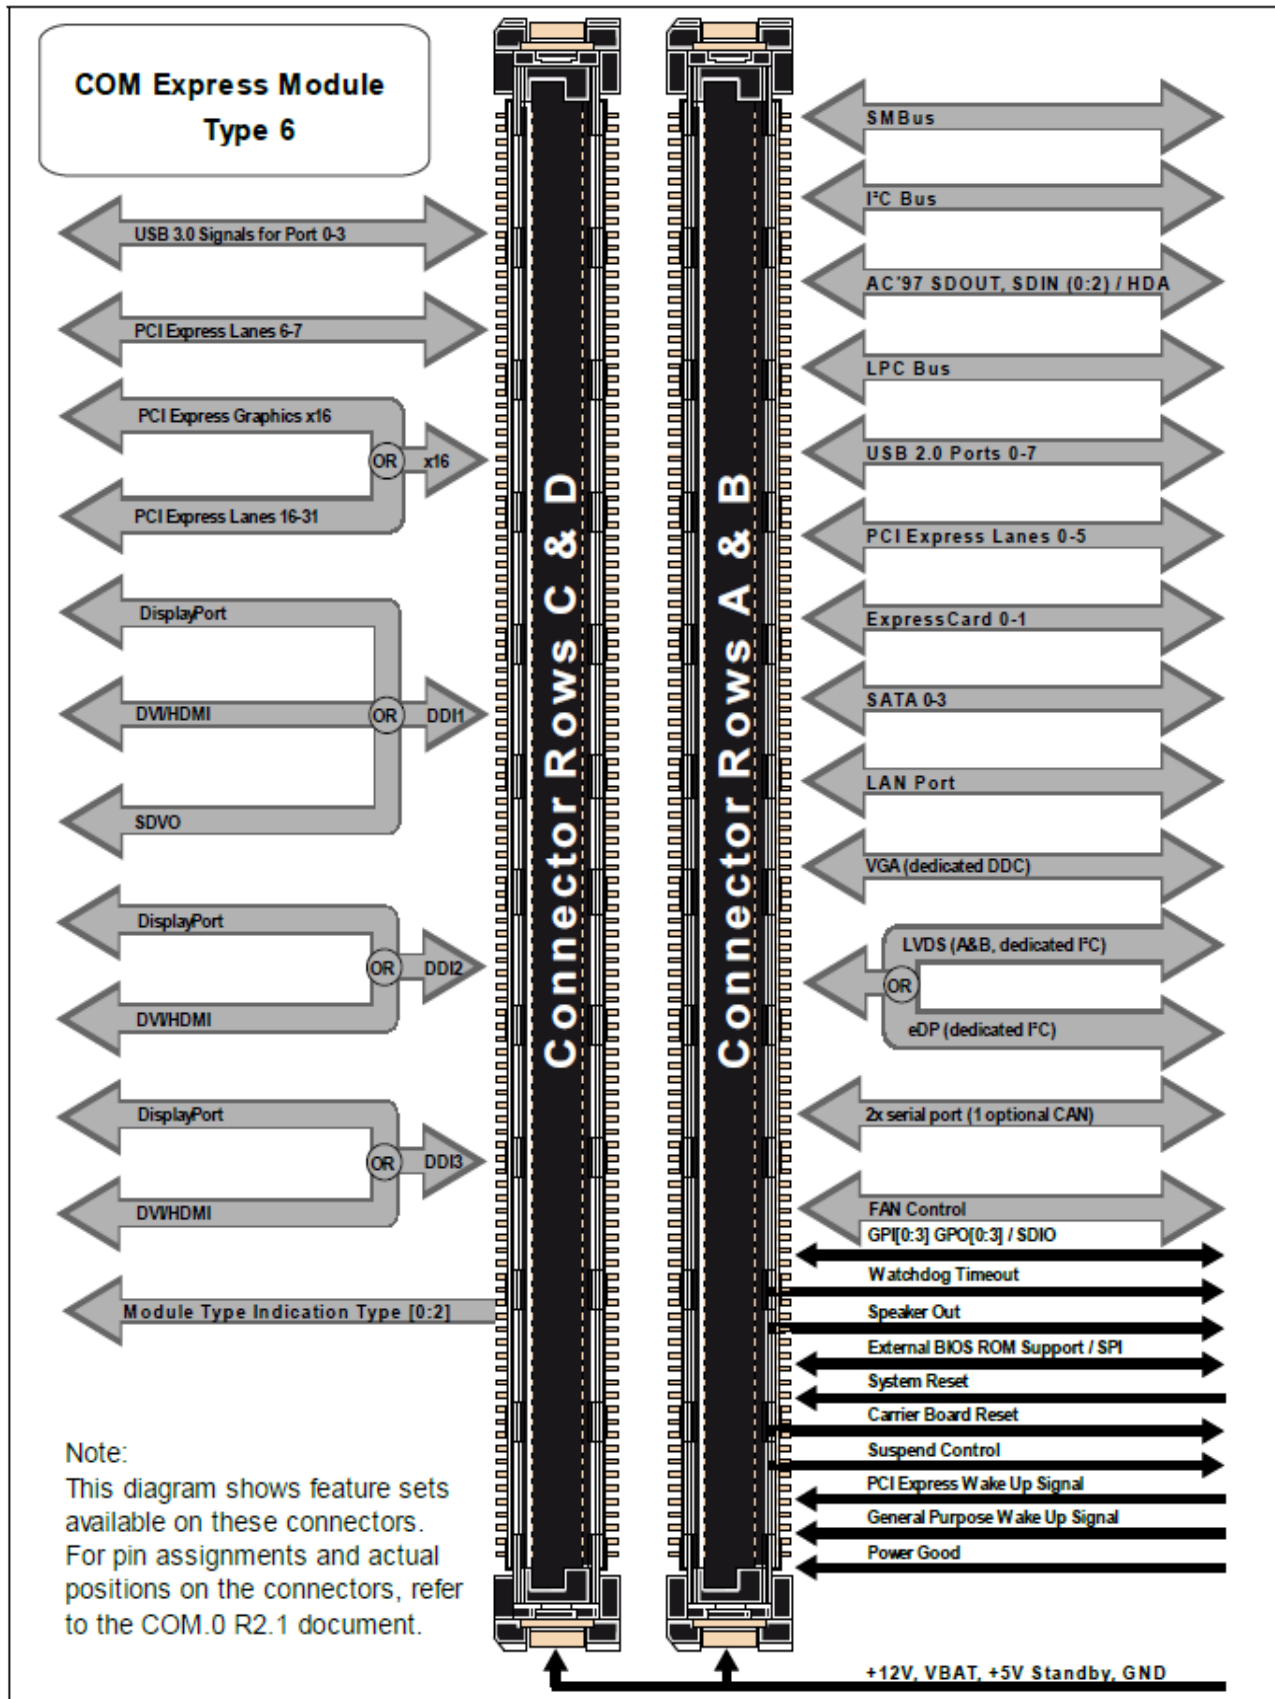 COM Express Module
Type 6
USB 3.0 Signals for Port 0-3
PCI Express Lanes 6-7
PCI Express Graphics x16
OR
x16
PCI Express Lanes 16-31
DisplayPort
DVI/HDMI
OR
DDI1
SDVO
DisplayPort
OR
DDI2
DVI/HDMI
DisplayPort
OR
DDI3
DVI/HDMI
Module Type Indication Type [0:2]
Note:
This diagram shows feature sets
available on these connectors.
For pin assignments and actual
positions on the connectors, refer
to the COM.0 R2.1 document.
Connector Rows C & D
Connector Rows A & B
SMBus
I²C Bus
AC'97 SDOUT, SDIN (0:2) / HDA
LPC Bus
USB 2.0 Ports 0-7
PCI Express Lanes 0-5
ExpressCard 0-1
SATA 0-3
LAN Port
VGA (dedicated DDC)
LVDS (A&B, dedicated I²C)
OR
eDP (dedicated I²C)
2x serial port (1 optional CAN)
FAN Control
GPI[0:3] GPO[0:3] / SDIO
Watchdog Timeout
Speaker Out
External BIOS ROM Support / SPI
System Reset
Carrier Board Reset
Suspend Control
PCI Express Wake Up Signal
General Purpose Wake Up Signal
Power Good
+12V, VBAT, +5V Standby, GND